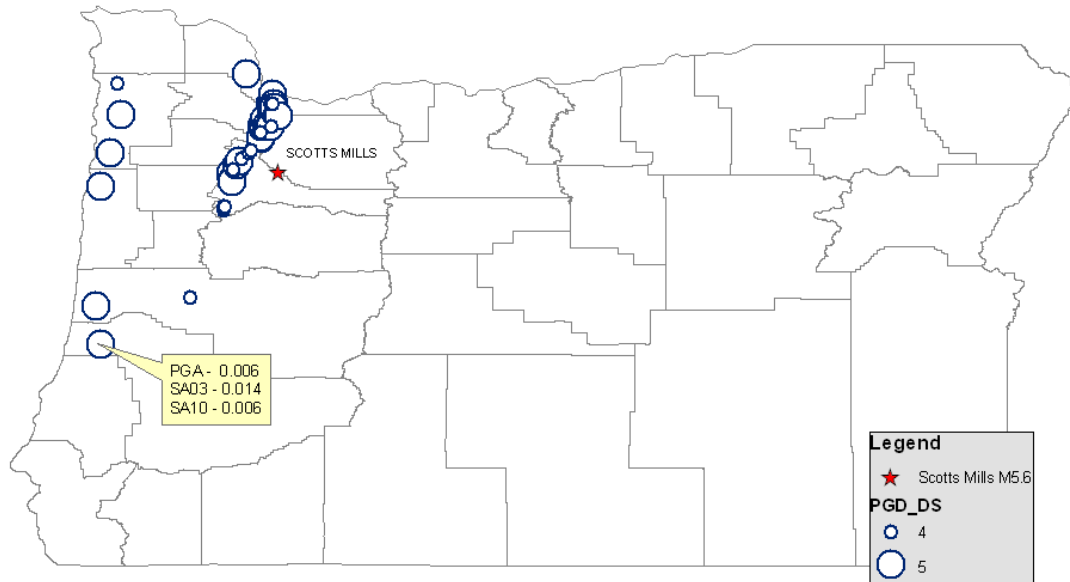 SCOTTS MILLS
PGA - 0.006
SA03 - 0.014
SA10 - 0.006
Legend
Scotts Mills M5.6
PGD_DS
4
5